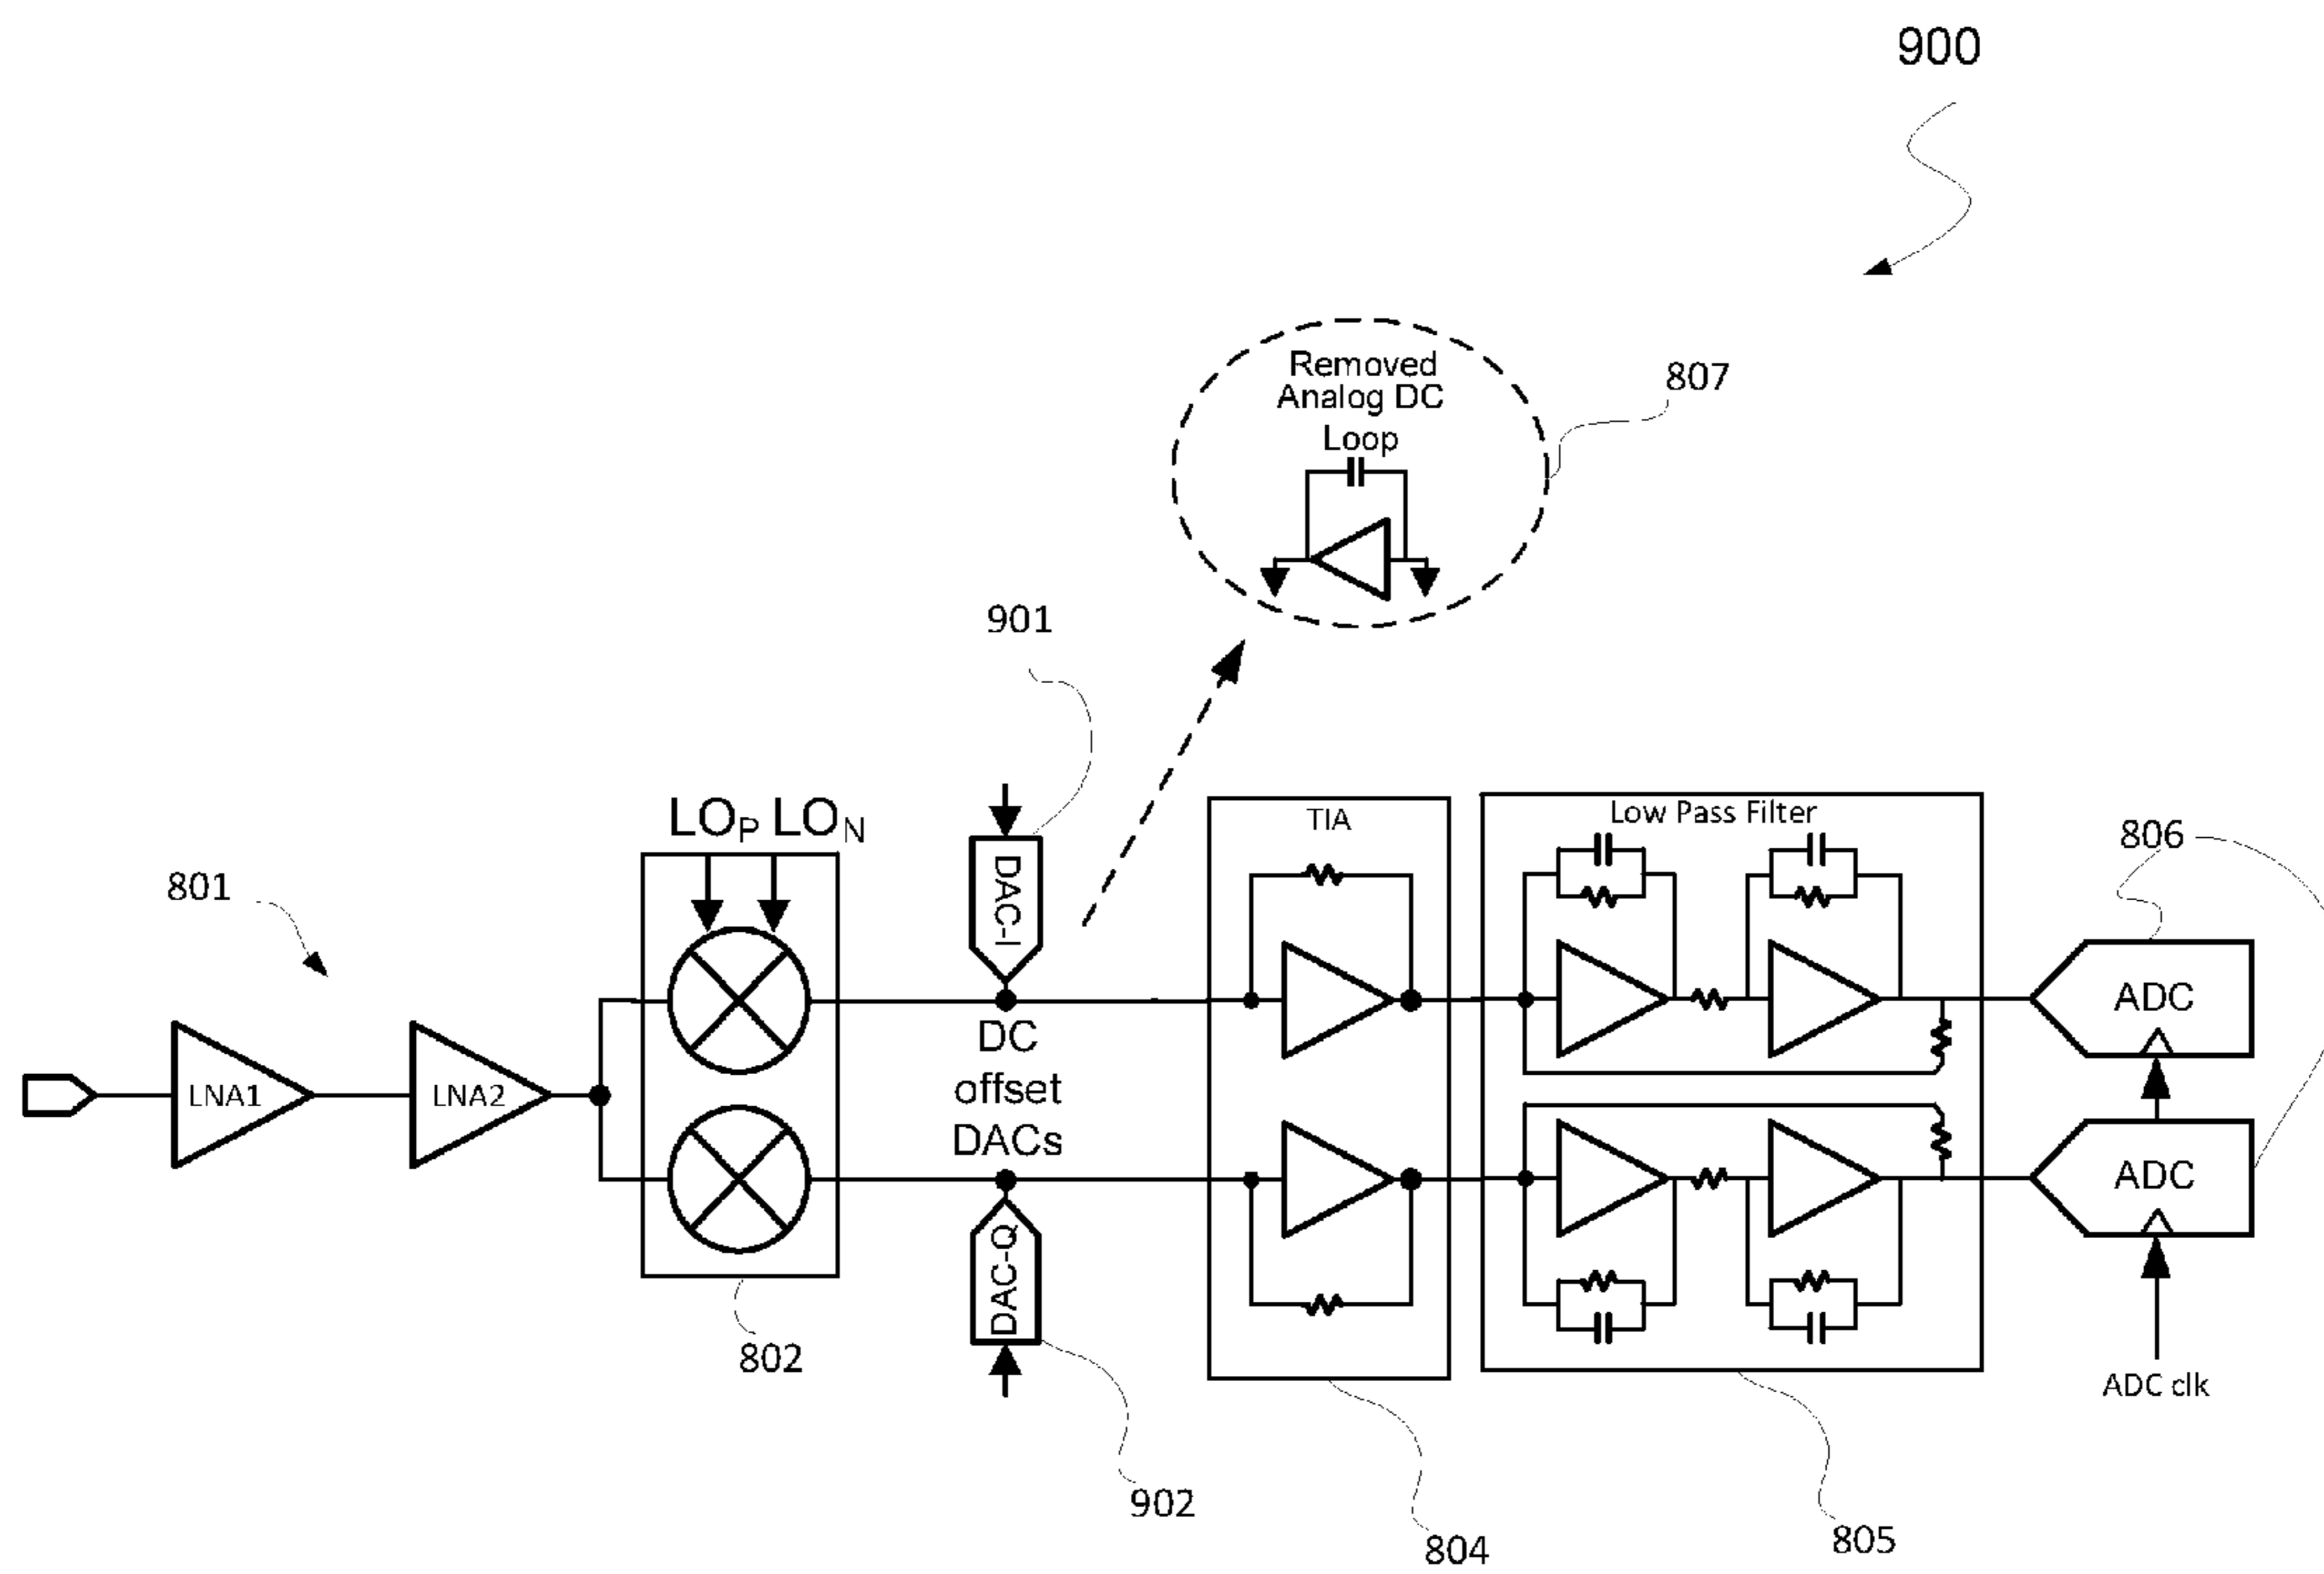 900
Removed
Analog DC
Loop
807
901
LOP LON
TIA
Low Pass Filter
806
801
DAC-I
ADC
LNA1
LNA2
DC
offset
DACs
ADC
DAC-Q
802
ADC clk
902
804
805